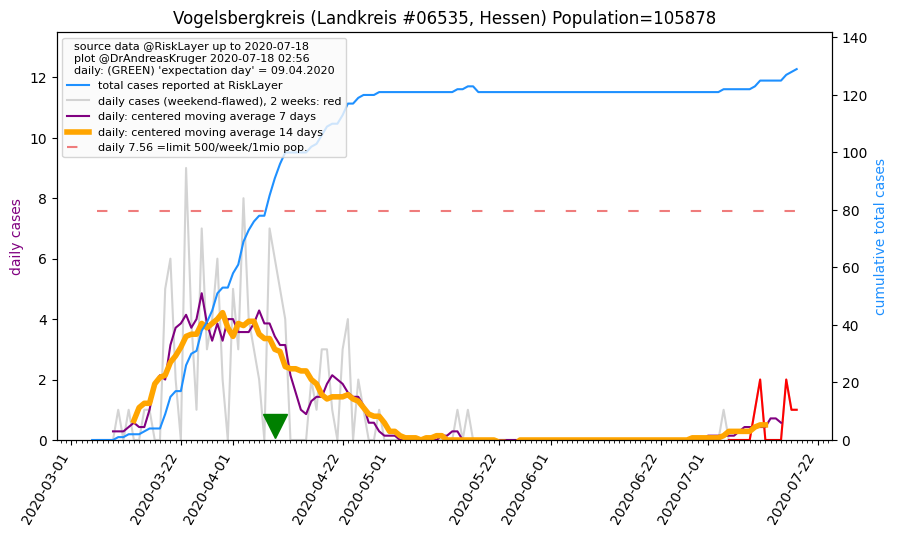 Vogelsbergkreis (Landkreis #06535, Hessen) Population=105878
source data @RiskLayer up to 2020-07-18
plot @DrAndreasKruger 2020-07-18 02:56
daily: (GREEN) 'expectation day' = 09.04.2020
total cases reported at RiskLayer
daily cases (weekend-flawed), 2 weeks: red
daily: centered moving average 7 days
daily: centered moving average 14 days
daily 7.56 =limit 500/week/1mio pop.
daily cases
12
10
8
6
4
2
0
cumulative total cases
140
120
100
80
60
40
20
0
2020-03-01
2020-03-22
2020-04-01
2020-04-22
2020-05-01
2020-05-22
2020-06-01
2020-06-22
2020-07-01
2020-07-22